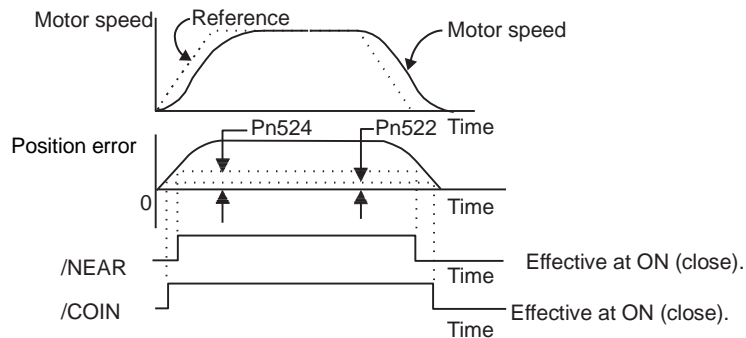 Motor speed
Reference
Motor speed
Time
Pn524
Pn522
Position error
0
Time
/NEAR
Time
Effective at ON (close).
/COIN
Time
Effective at ON (close).